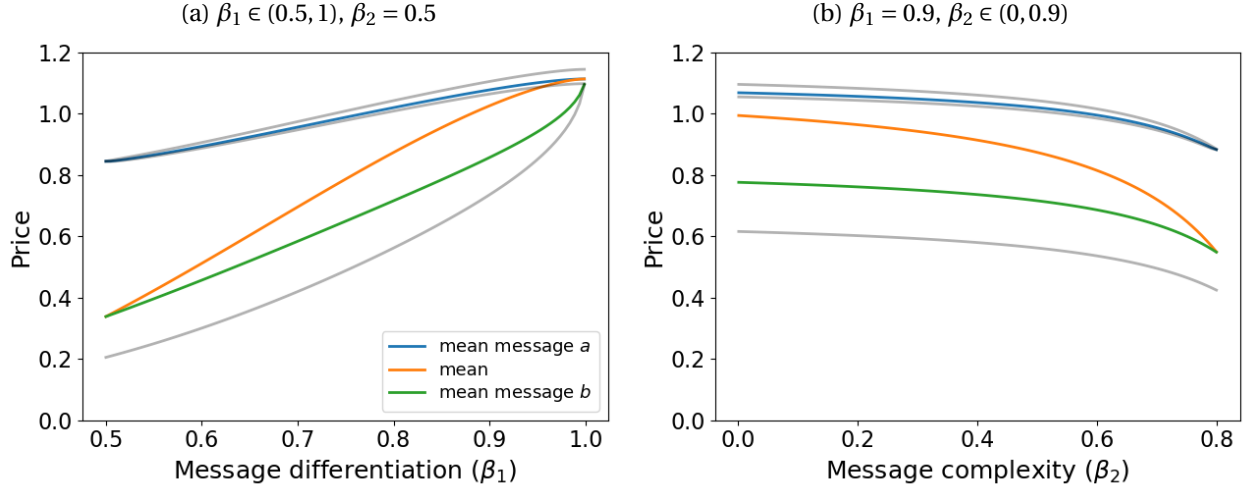 (a) β₁ ∈ (0.5, 1), β₂ = 0.5
1.2
1.0
0.8
0.6
0.4
0.2
0.0
Price
mean message a
mean
mean message b
0.5 0.6 0.7 0.8 0.9 1.0
Message differentiation (β₁)
(b) β₁ = 0.9, β₂ ∈ (0, 0.9)
1.2
1.0
0.8
0.6
0.4
0.2
0.0
Price
0.0 0.2 0.4 0.6 0.8
Message complexity (β₂)